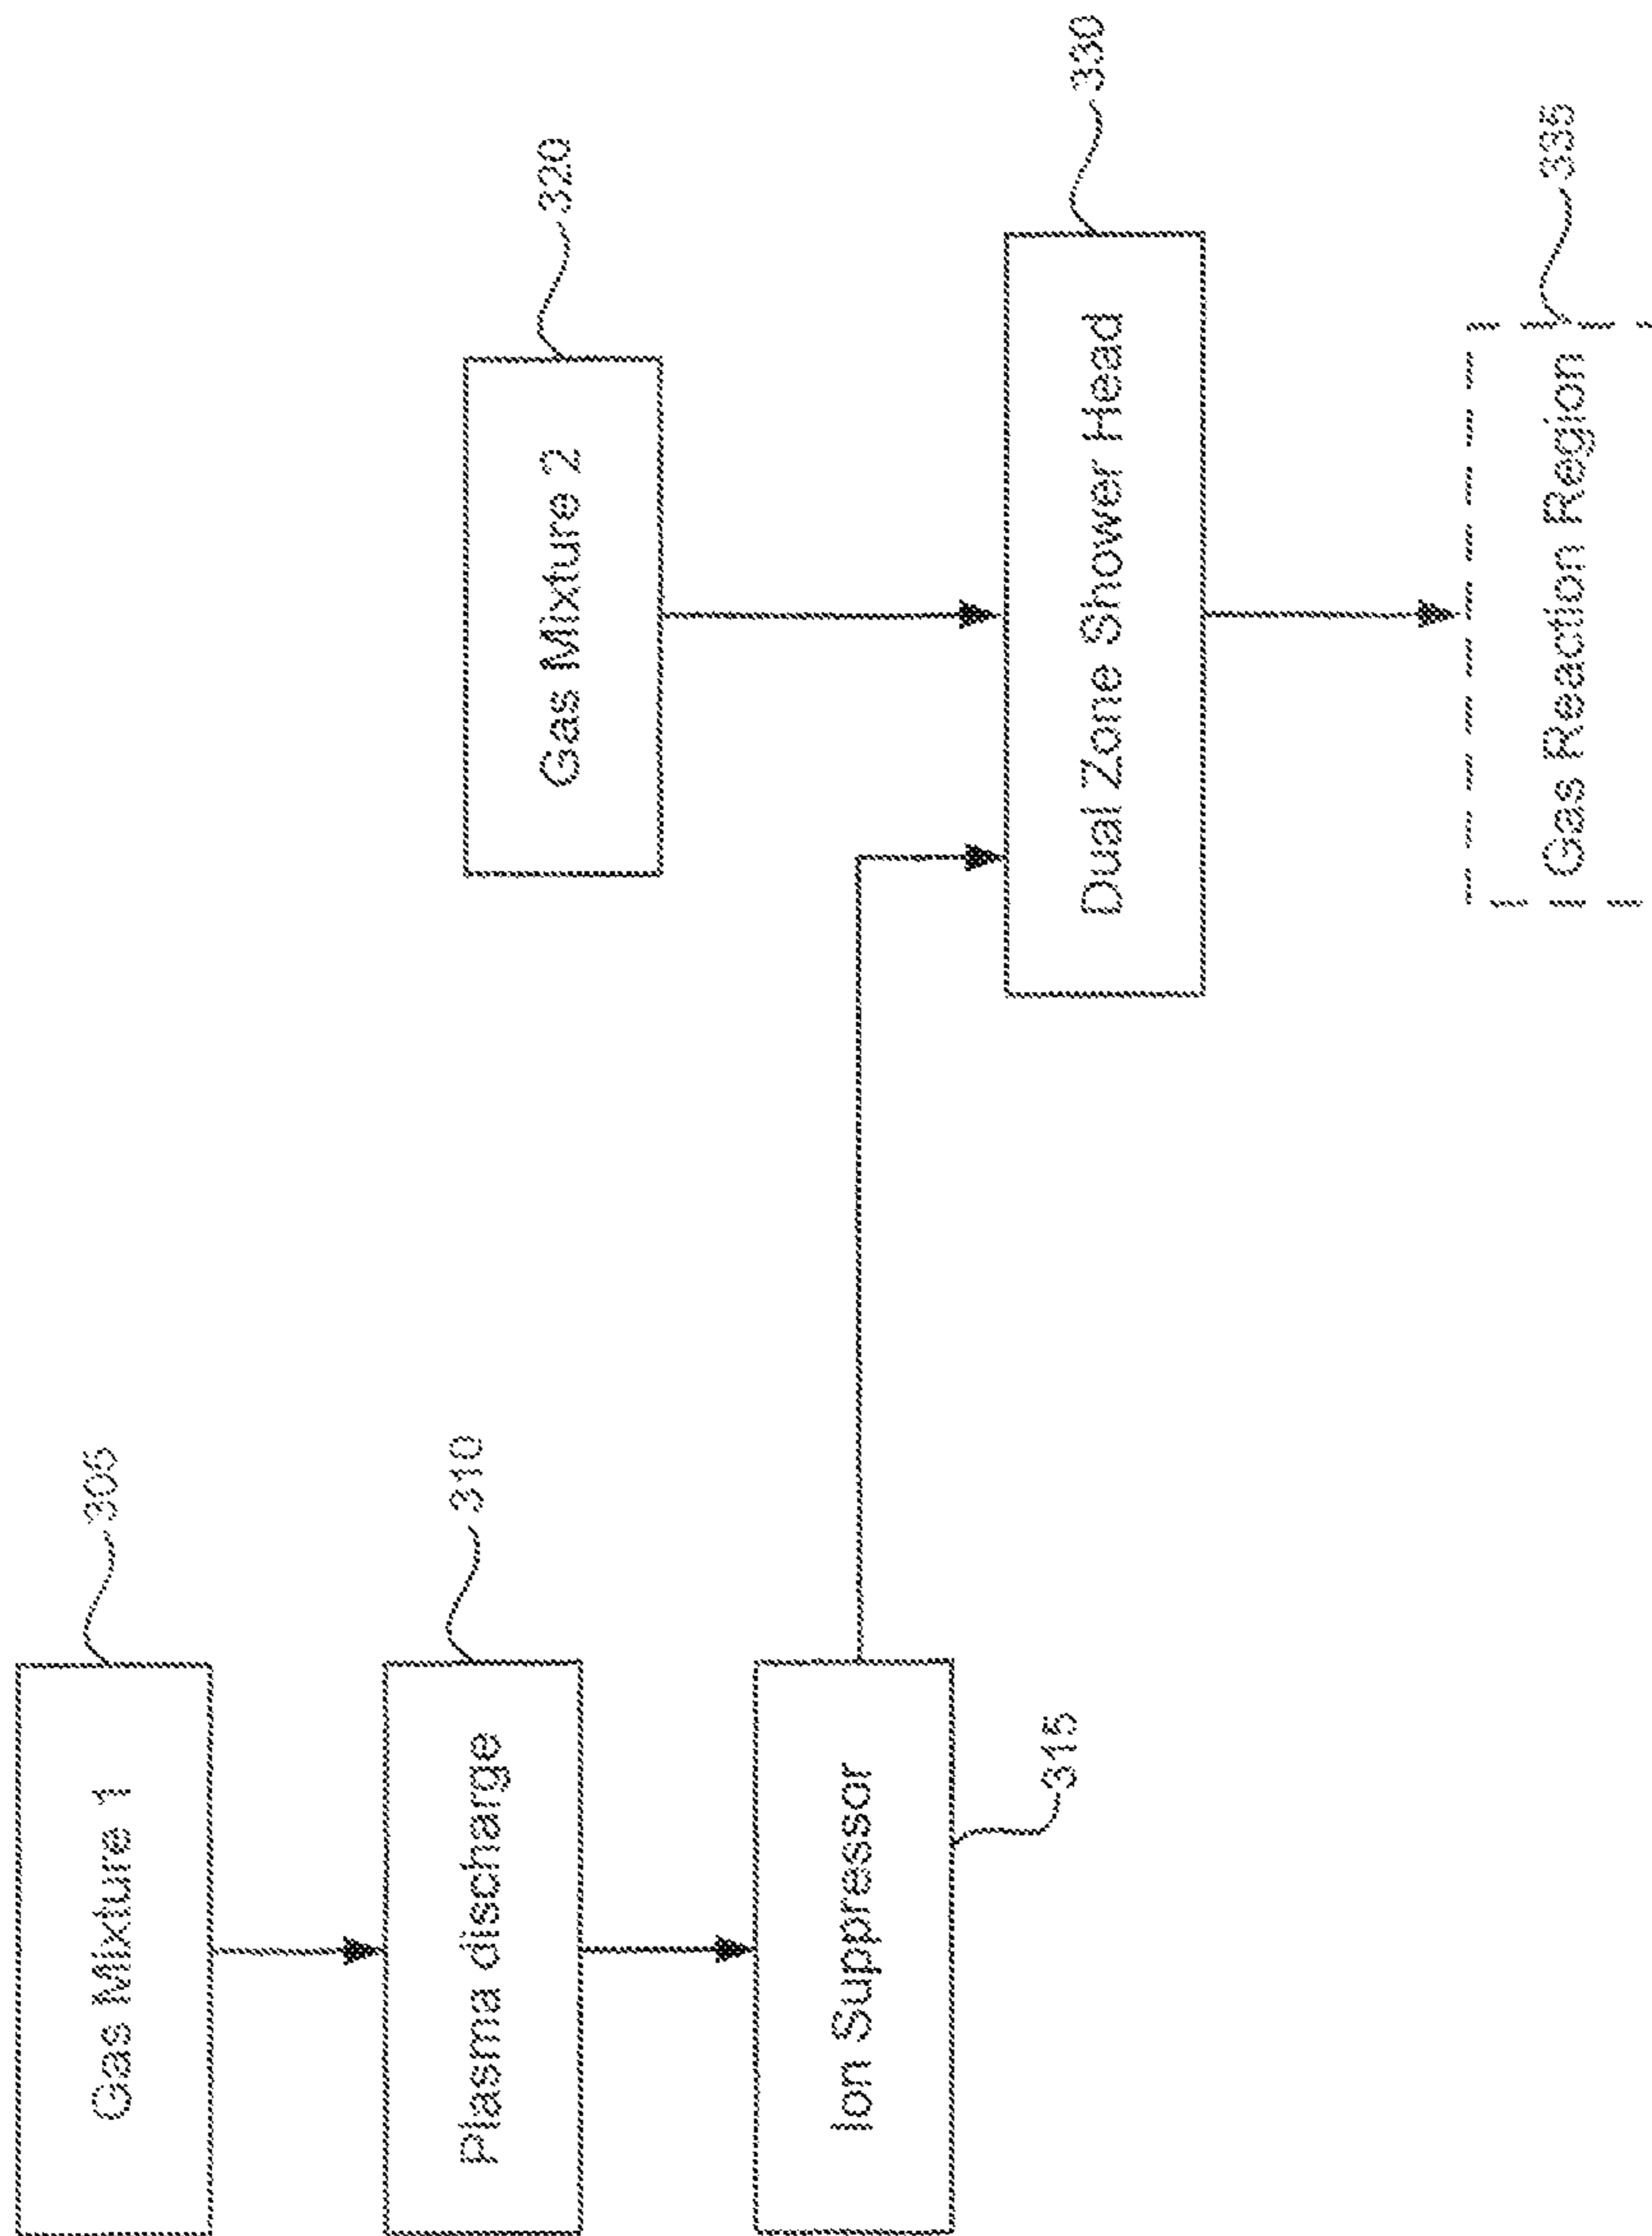 Gas Mixture 1
305
Plasma discharge
310
Ion Suppressor
315
Gas Mixture 2
320
Dual Zone Shower Head
330
Gas Reaction Region
335